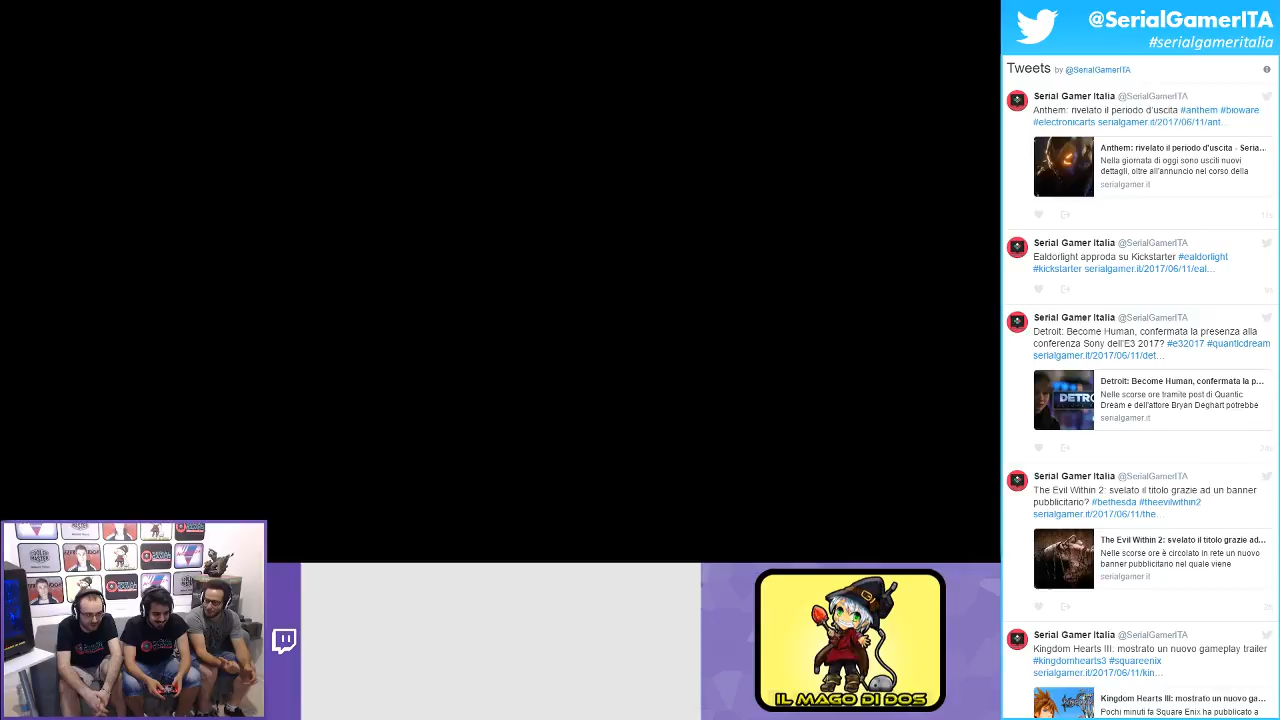 @SerialGamerITA
#serialgameritalia
Tweets by @SerialGamerITA
Serial Gamer Italia @SerialGamerITA
Anthem: rivelato il periodo d'uscita #anthem #bioware
#electronicarts serialgamer.it/2017/06/11/ant…
Anthem: rivelato il periodo d'uscita - Seria…
Nella giornata di oggi sono usciti nuovi
dettagli, oltre all'annuncio nel corso della
serialgamer.it
Serial Gamer Italia @SerialGamerITA
Ealdorlight approda su Kickstarter #ealdorlight
#kickstarter serialgamer.it/2017/06/11/eal…
Serial Gamer Italia @SerialGamerITA
Detroit: Become Human, confermata la presenza alla
conferenza Sony dell'E3 2017? #e32017 #quanticdream
serialgamer.it/2017/06/11/det…
Detroit: Become Human, confermata la p…
Nelle scorse ore tramite post di Quantic
Dream e dell'attore Bryan Deghart potrebbe
serialgamer.it
DETRO
Serial Gamer Italia @SerialGamerITA
The Evil Within 2: svelato il titolo grazie ad un banner
pubblicitario? #bethesda #theevilwithin2
serialgamer.it/2017/06/11/the…
The Evil Within 2: svelato il titolo grazie ad…
Nelle scorse ore è circolato in rete un nuovo
banner pubblicitario nel quale viene
serialgamer.it
Serial Gamer Italia @SerialGamerITA
Kingdom Hearts III: mostrato un nuovo gameplay trailer
#kingdomhearts3 #squareenix
serialgamer.it/2017/06/11/kin…
Kingdom Hearts III: mostrato un nuovo ga…
Pochi minuti fa Square Enix ha pubblicato a
IL MAGO DI DOS